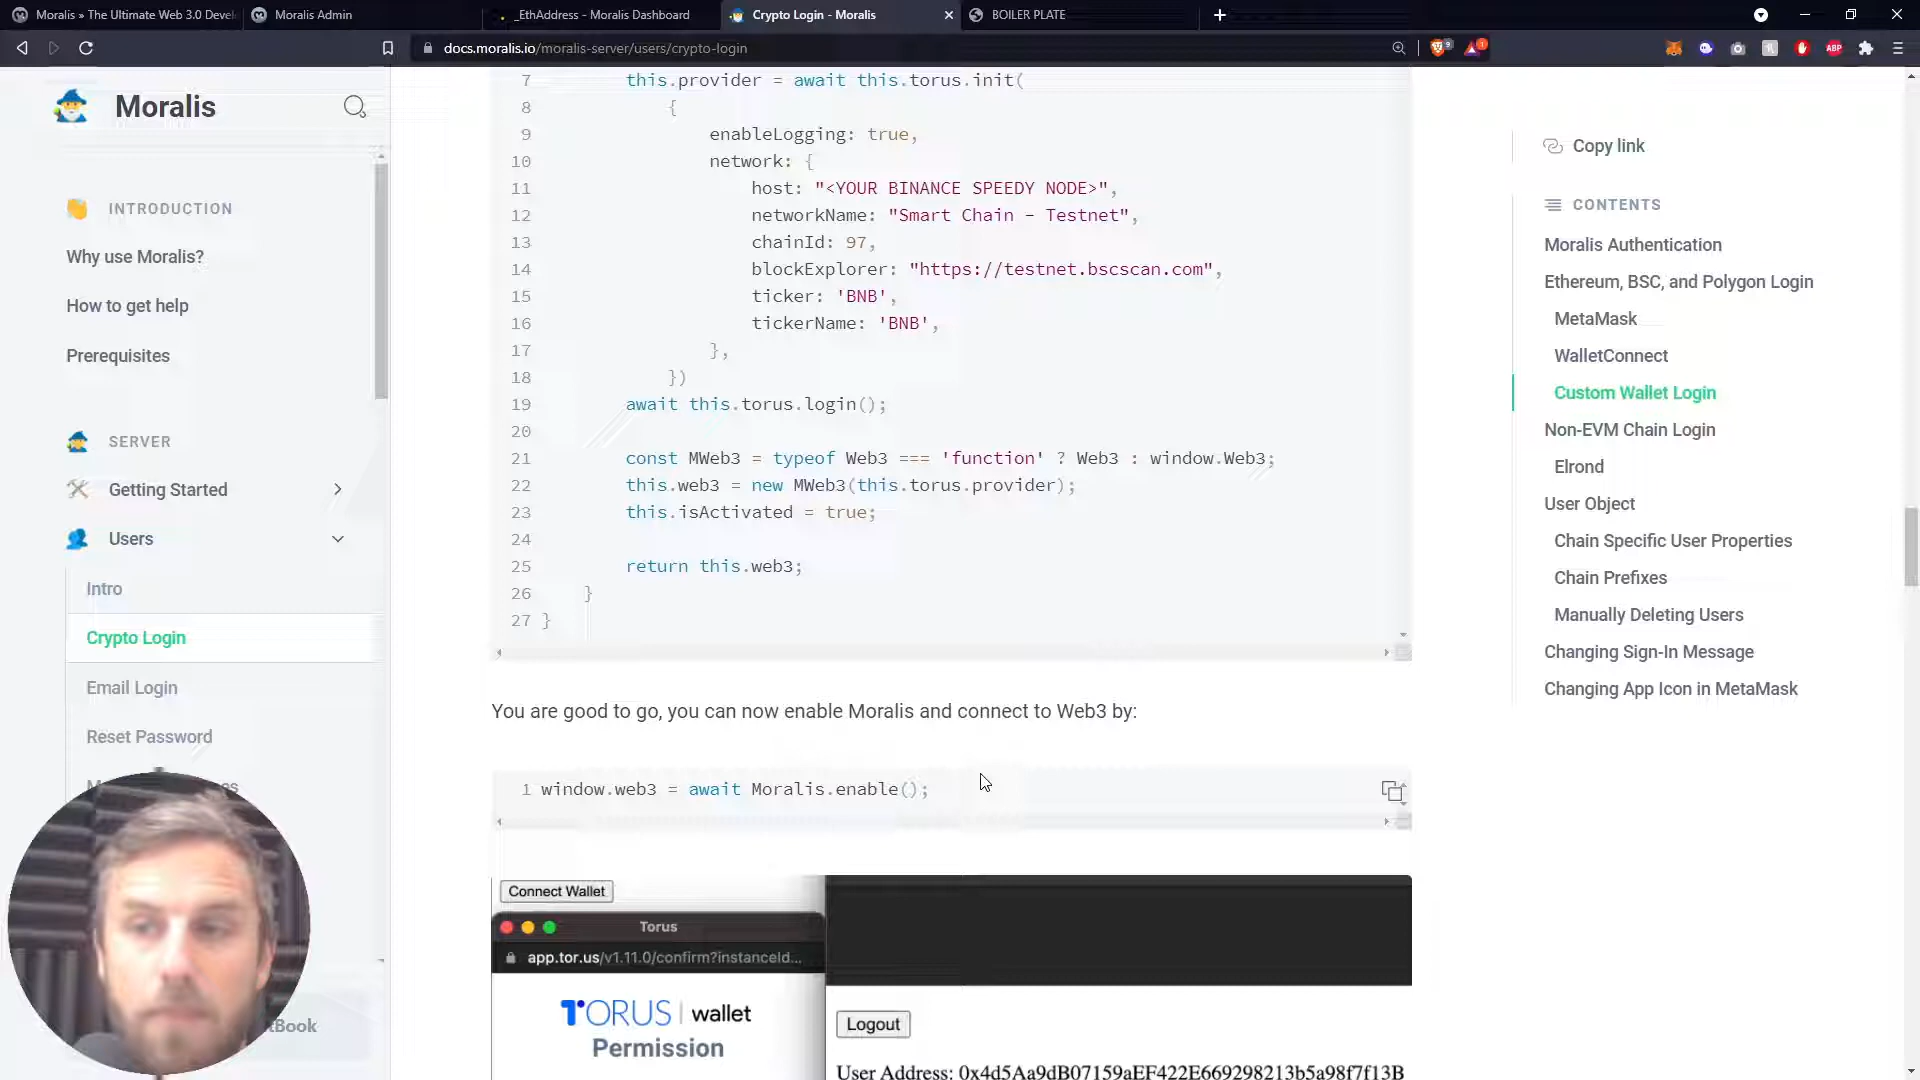 Moralis » The Ultimate Web 3.0 Devel
Moralis Admin
_EthAddress - Moralis Dashboard
Crypto Login - Moralis
BOILER PLATE
docs.moralis.io/moralis-server/users/crypto-login
Moralis
INTRODUCTION
Why use Moralis?
How to get help
Prerequisites
SERVER
Getting Started
Users
Intro
Crypto Login
Email Login
Reset Password
tBook
7 this.provider = await this.torus.init(
8 {
9 enableLogging: true,
10 network: {
11 host: "<YOUR BINANCE SPEEDY NODE>",
12 networkName: "Smart Chain - Testnet",
13 chainId: 97,
14 blockExplorer: "https://testnet.bscscan.com",
15 ticker: 'BNB',
16 tickerName: 'BNB',
17 },
18 })
19 await this.torus.login();
20
21 const MWeb3 = typeof Web3 === 'function' ? Web3 : window.Web3;
22 this.web3 = new MWeb3(this.torus.provider);
23 this.isActivated = true;
24
25 return this.web3;
26 }
27 }
You are good to go, you can now enable Moralis and connect to Web3 by:
1 window.web3 = await Moralis.enable();
Connect Wallet
Torus
app.tor.us/v1.11.0/confirm?instanceId...
TORUS | wallet
Permission
Logout
User Address: 0x4d5Aa9dB07159aEF422E669298213b5a98f7f13B
Copy link
CONTENTS
Moralis Authentication
Ethereum, BSC, and Polygon Login
MetaMask
WalletConnect
Custom Wallet Login
Non-EVM Chain Login
Elrond
User Object
Chain Specific User Properties
Chain Prefixes
Manually Deleting Users
Changing Sign-In Message
Changing App Icon in MetaMask